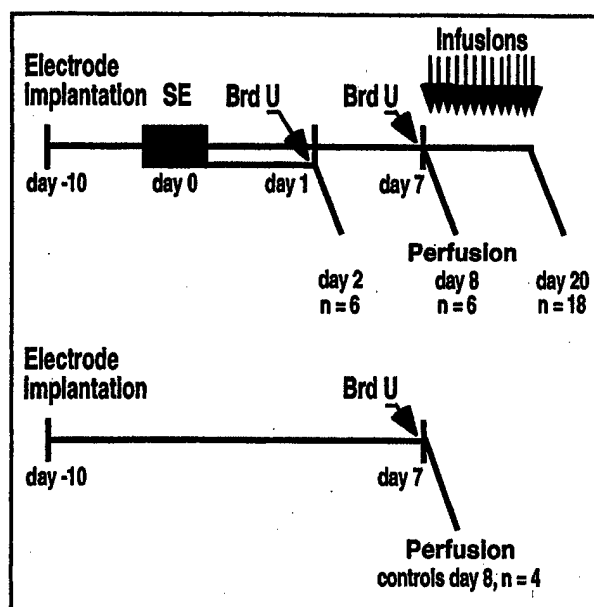 Infusions
Electrode
Implantation
SE
Brd U
Brd U
day -10
day 0
day 1
day 7
Perfusion
day 2
n = 6
day 8
n = 6
day 20
n = 18
Electrode
Implantation
Brd U
day -10
day 7
Perfusion
controls day 8, n = 4